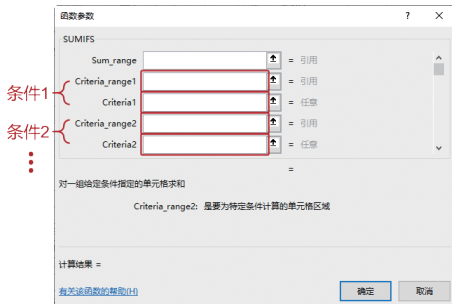 函数参数 ? ×
SUMIFS
Sum_range = 引用
Criteria_range1 = 引用
条件1
Criteria1 = 任意
Criteria_range2 = 引用
条件2
Criteria2 = 任意
=
对一组给定条件指定的单元格求和
Criteria_range2: 是要为特定条件计算的单元格区域
计算结果 =
有关该函数的帮助(H) 确定 取消